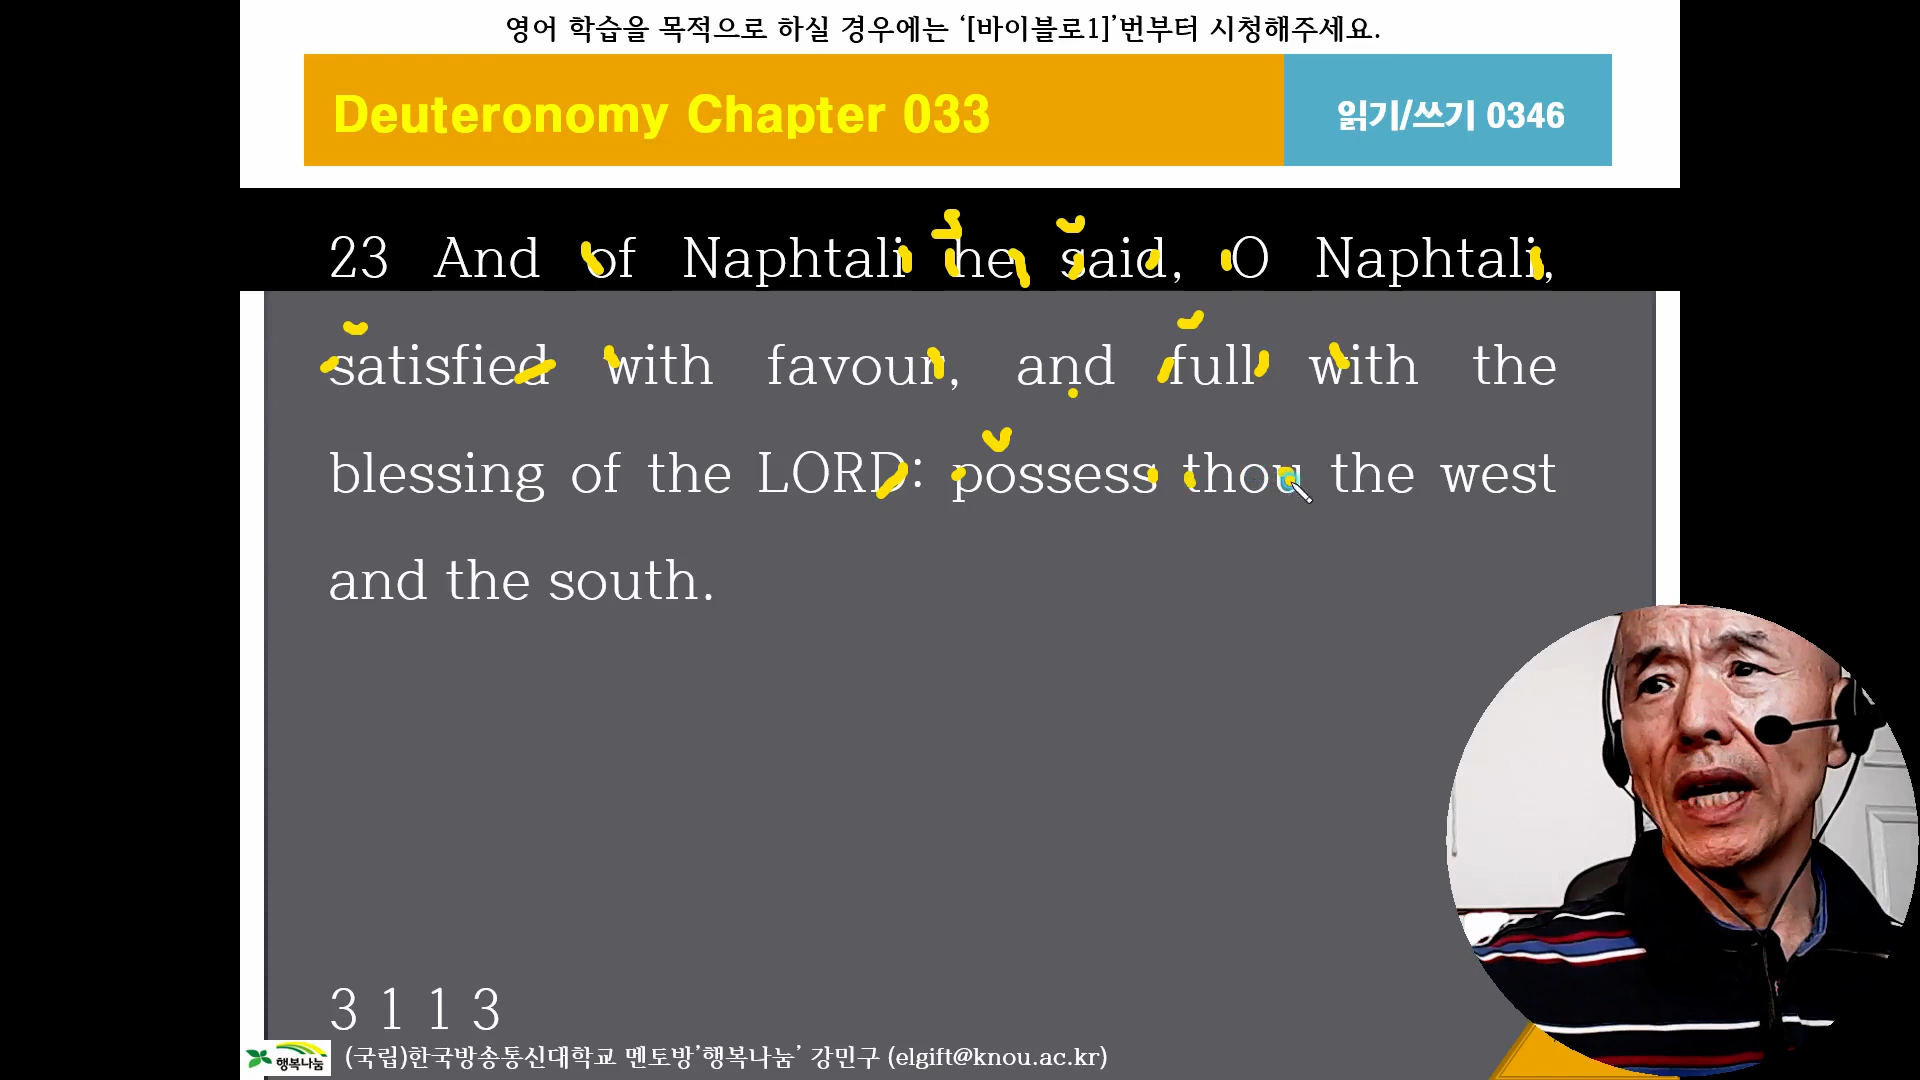 영어 학습을 목적으로 하실 경우에는 ‘[바이블로1]’번부터 시청해주세요.
Deuteronomy Chapter 033
읽기/쓰기 0346
23 And of Naphtali he said, O Naphtali,
satisfied with favour, and full with the
blessing of the LORD: possess thou the west
and the south.
3 1 1 3
행복나눔
(국립)한국방송통신대학교 멘토방’행복나눔’ 강민구 (elgift@knou.ac.kr)